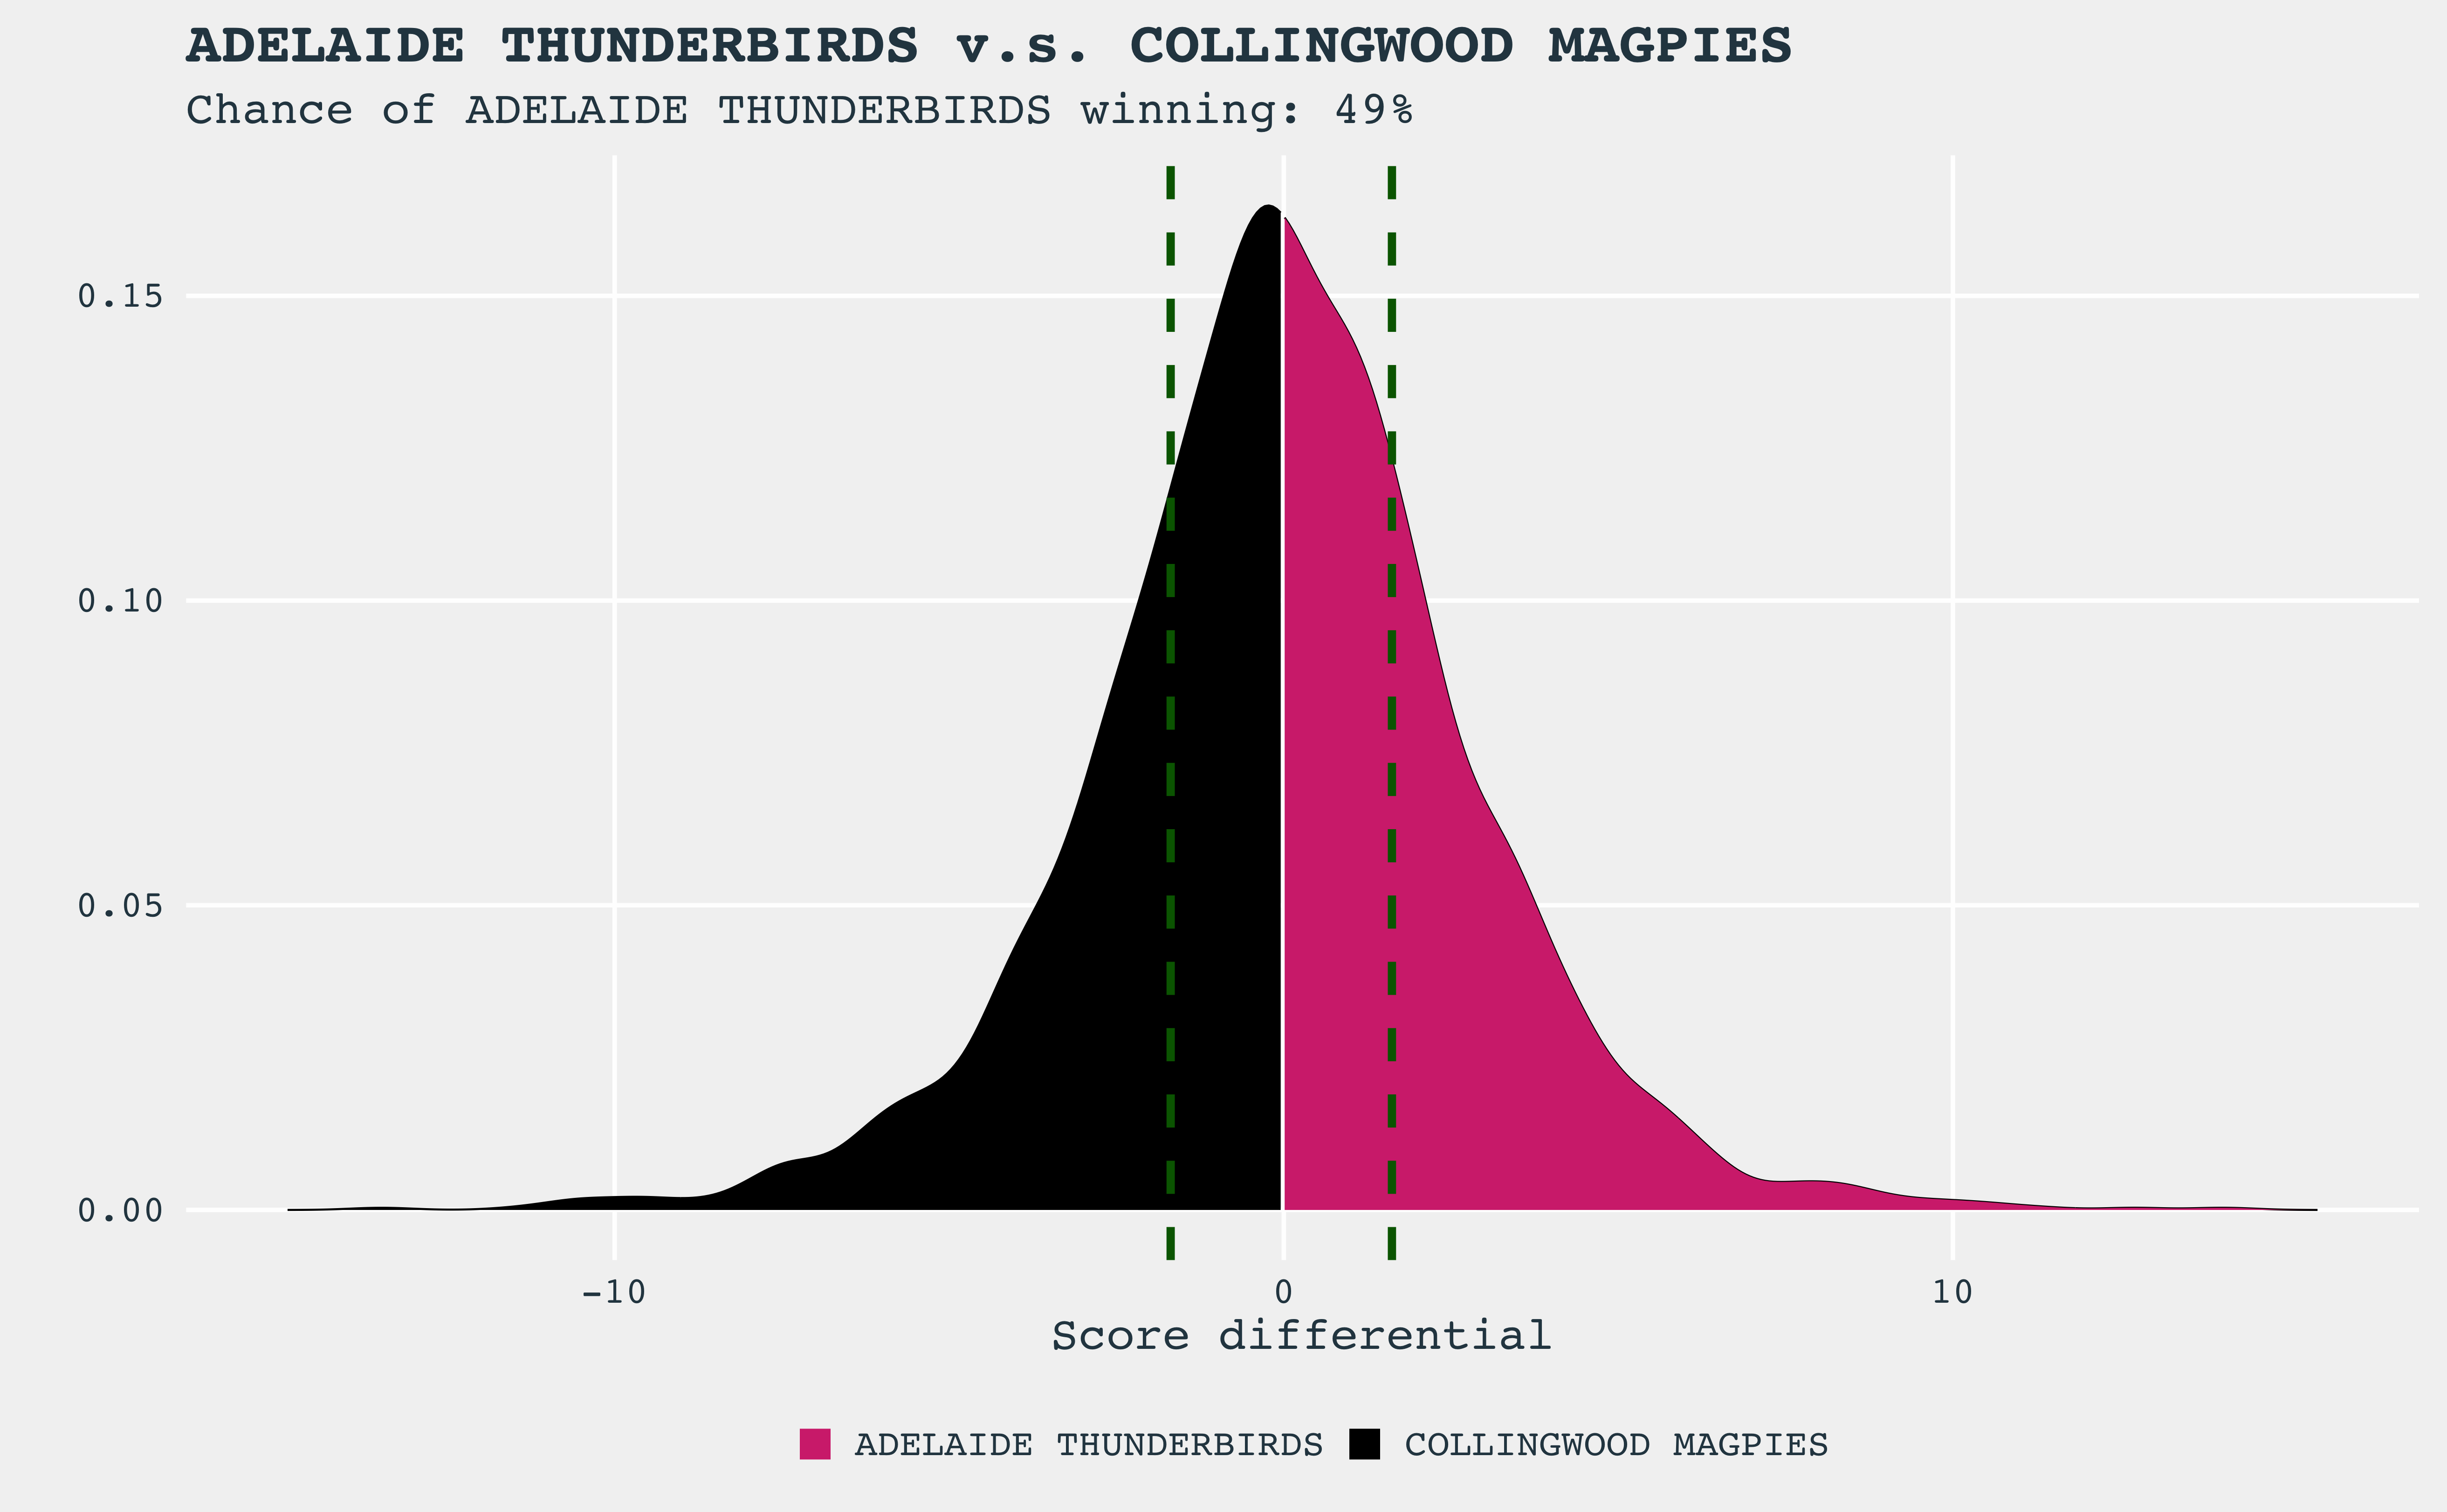 ADELAIDE THUNDERBIRDS v.s. COLLINGWOOD MAGPIES
Chance of ADELAIDE THUNDERBIRDS winning: 49%
0.15
0.10
0.05
0.00
-10 0 10
Score differential
ADELAIDE THUNDERBIRDS COLLINGWOOD MAGPIES